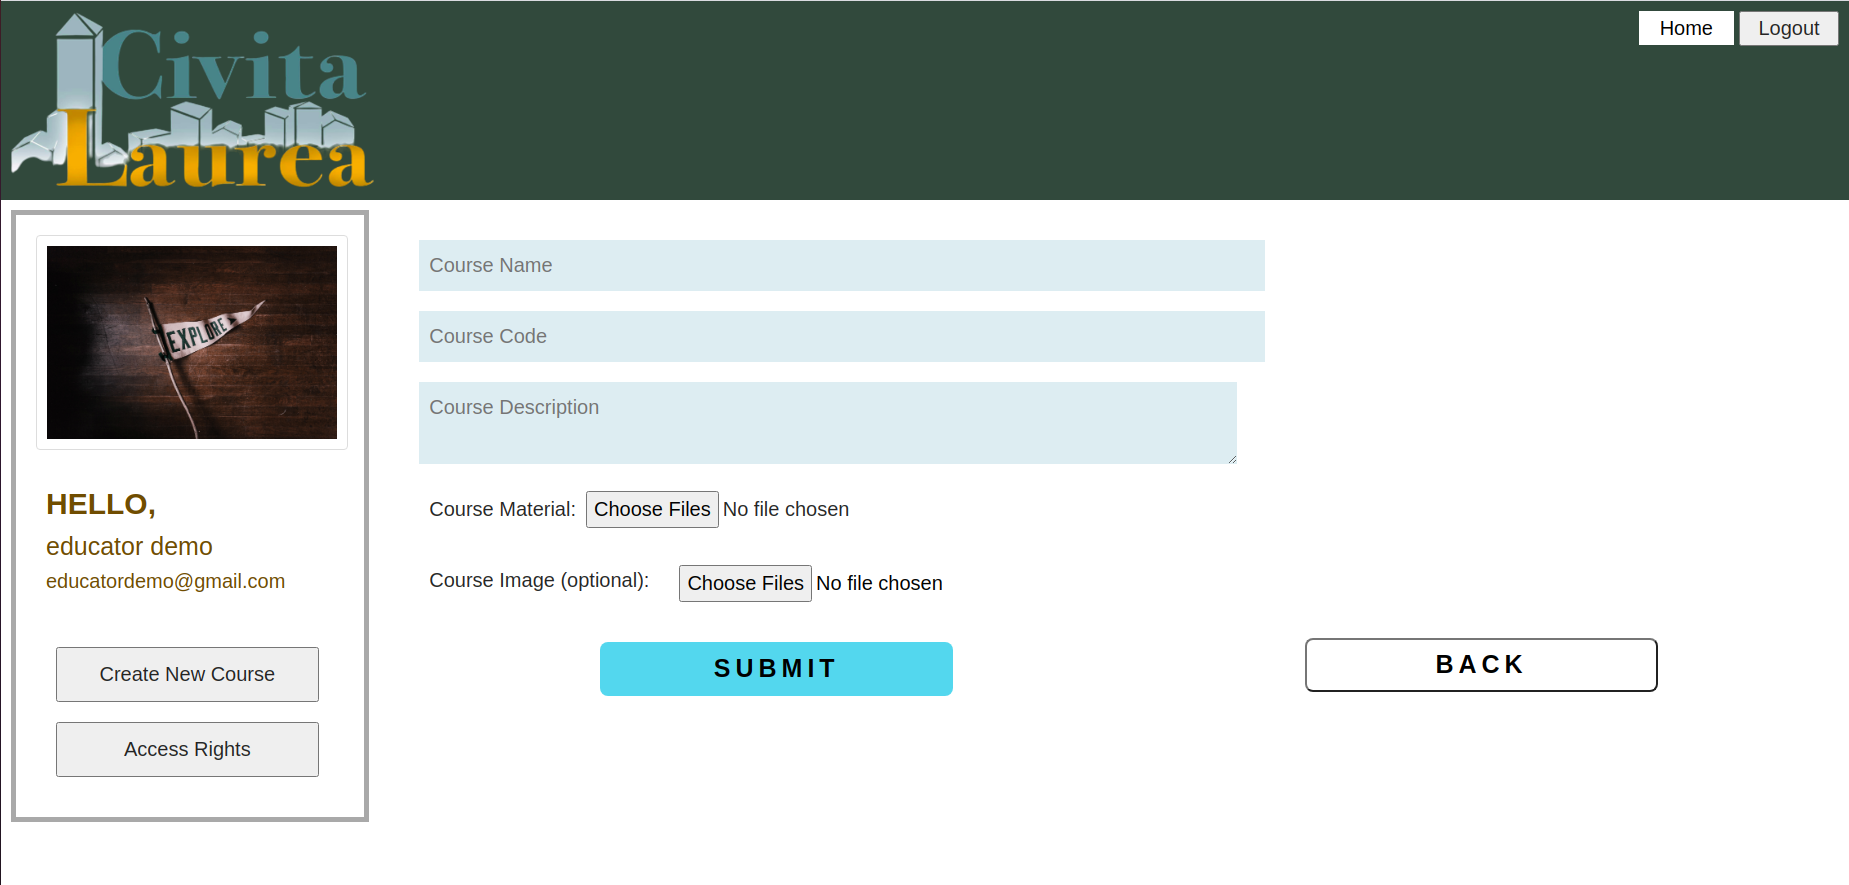 Civita
Laurea
Home
Logout
EXPLORE
HELLO,
educator demo
educatordemo@gmail.com
Create New Course
Access Rights
Course Name
Course Code
Course Description
Course Material: Choose Files No file chosen
Course Image (optional): Choose Files No file chosen
SUBMIT
BACK